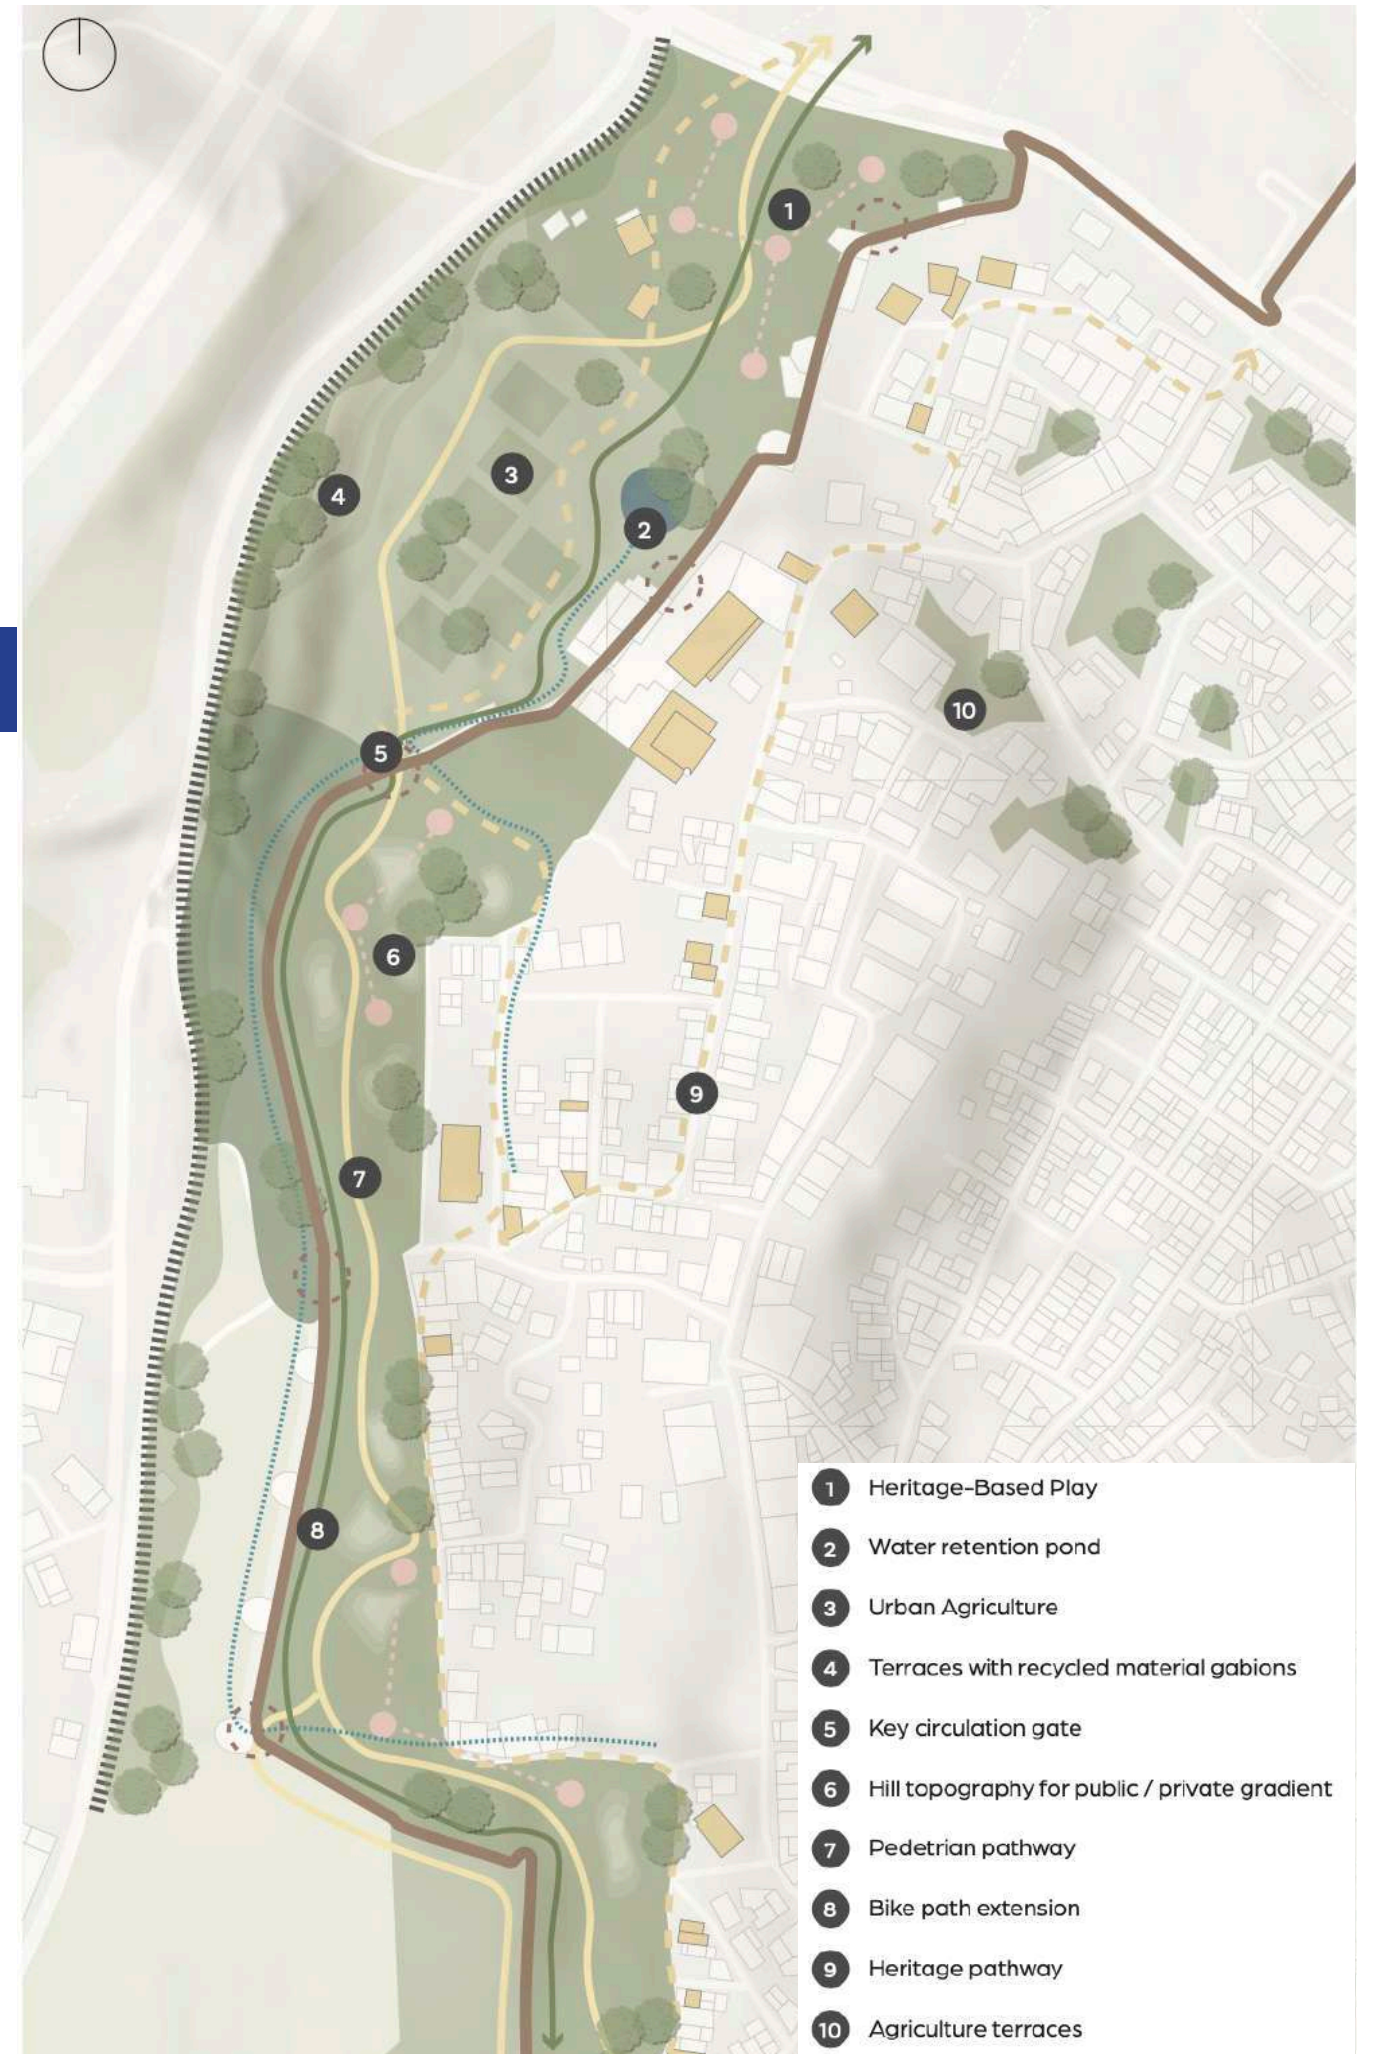 1
2
3
4
5
10
6
9
7
8
1 Heritage-Based Play
2 Water retention pond
3 Urban Agriculture
4 Terraces with recycled material gabions
5 Key circulation gate
6 Hill topography for public / private gradient
7 Pedetrian pathway
8 Bike path extension
9 Heritage pathway
10 Agriculture terraces